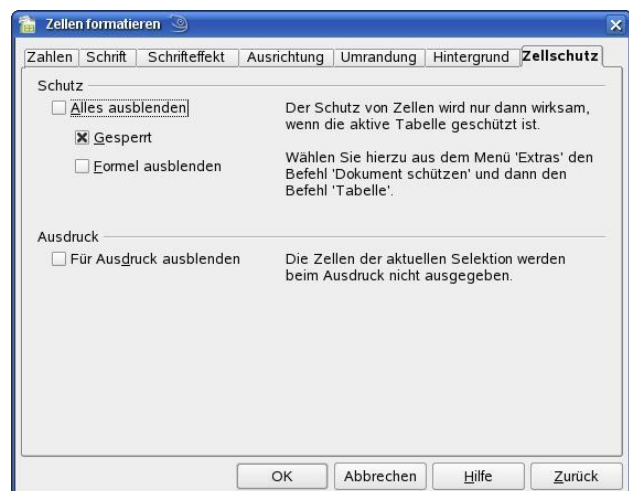 Zellen formatieren
Zahlen Schrift Schrifteffekt Ausrichtung Umrandung Hintergrund Zellschutz
Schutz
Alles ausblenden
Gesperrt
Formel ausblenden
Der Schutz von Zellen wird nur dann wirksam,
wenn die aktive Tabelle geschützt ist.
Wählen Sie hierzu aus dem Menü 'Extras' den
Befehl 'Dokument schützen' und dann den
Befehl 'Tabelle'.
Ausdruck
Für Ausdruck ausblenden
Die Zellen der aktuellen Selektion werden
beim Ausdruck nicht ausgegeben.
OK Abbrechen Hilfe Zurück